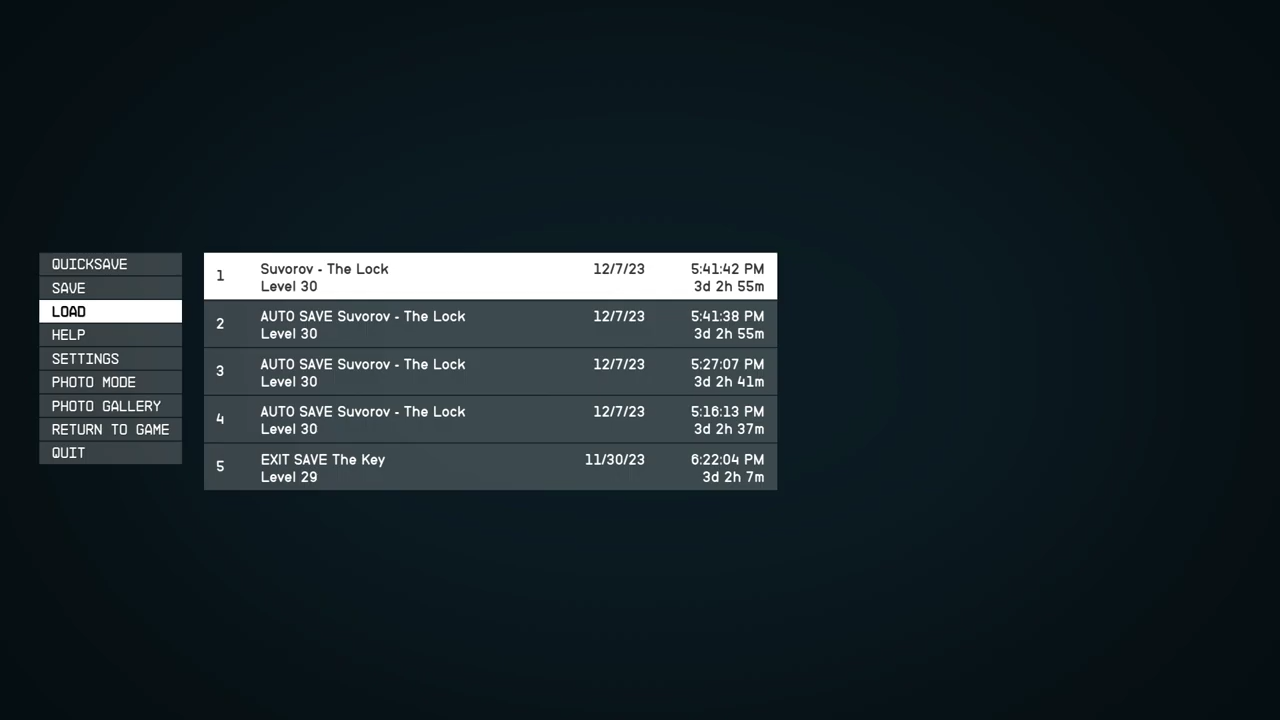 QUICKSAVE
SAVE
LOAD
HELP
SETTINGS
PHOTO MODE
PHOTO GALLERY
RETURN TO GAME
QUIT
1 Suvorov - The Lock 12/7/23 5:41:42 PM
Level 30 3d 2h 55m
2 AUTO SAVE Suvorov - The Lock 12/7/23 5:41:38 PM
Level 30 3d 2h 55m
3 AUTO SAVE Suvorov - The Lock 12/7/23 5:27:07 PM
Level 30 3d 2h 41m
4 AUTO SAVE Suvorov - The Lock 12/7/23 5:16:13 PM
Level 30 3d 2h 37m
5 EXIT SAVE The Key 11/30/23 6:22:04 PM
Level 29 3d 2h 7m